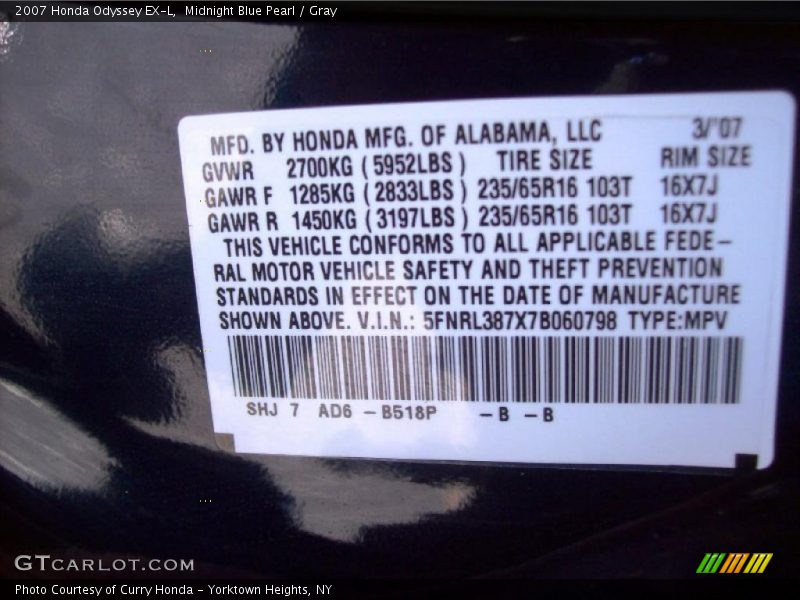 2007 Honda Odyssey EX-L, Midnight Blue Pearl / Gray
MFD. BY HONDA MFG. OF ALABAMA, LLC 3/'07
GVWR 2700KG (5952LBS) TIRE SIZE RIM SIZE
GAWR F 1285KG (2833LBS) 235/65R16 103T 16X7J
GAWR R 1450KG (3197LBS) 235/65R16 103T 16X7J
THIS VEHICLE CONFORMS TO ALL APPLICABLE FEDE-
RAL MOTOR VEHICLE SAFETY AND THEFT PREVENTION
STANDARDS IN EFFECT ON THE DATE OF MANUFACTURE
SHOWN ABOVE. V.I.N.: 5FNRL387X7B060798 TYPE:MPV
SHJ 7 AD6 -B518P -B -B
GTCARLOT.COM
Photo Courtesy of Curry Honda - Yorktown Heights, NY